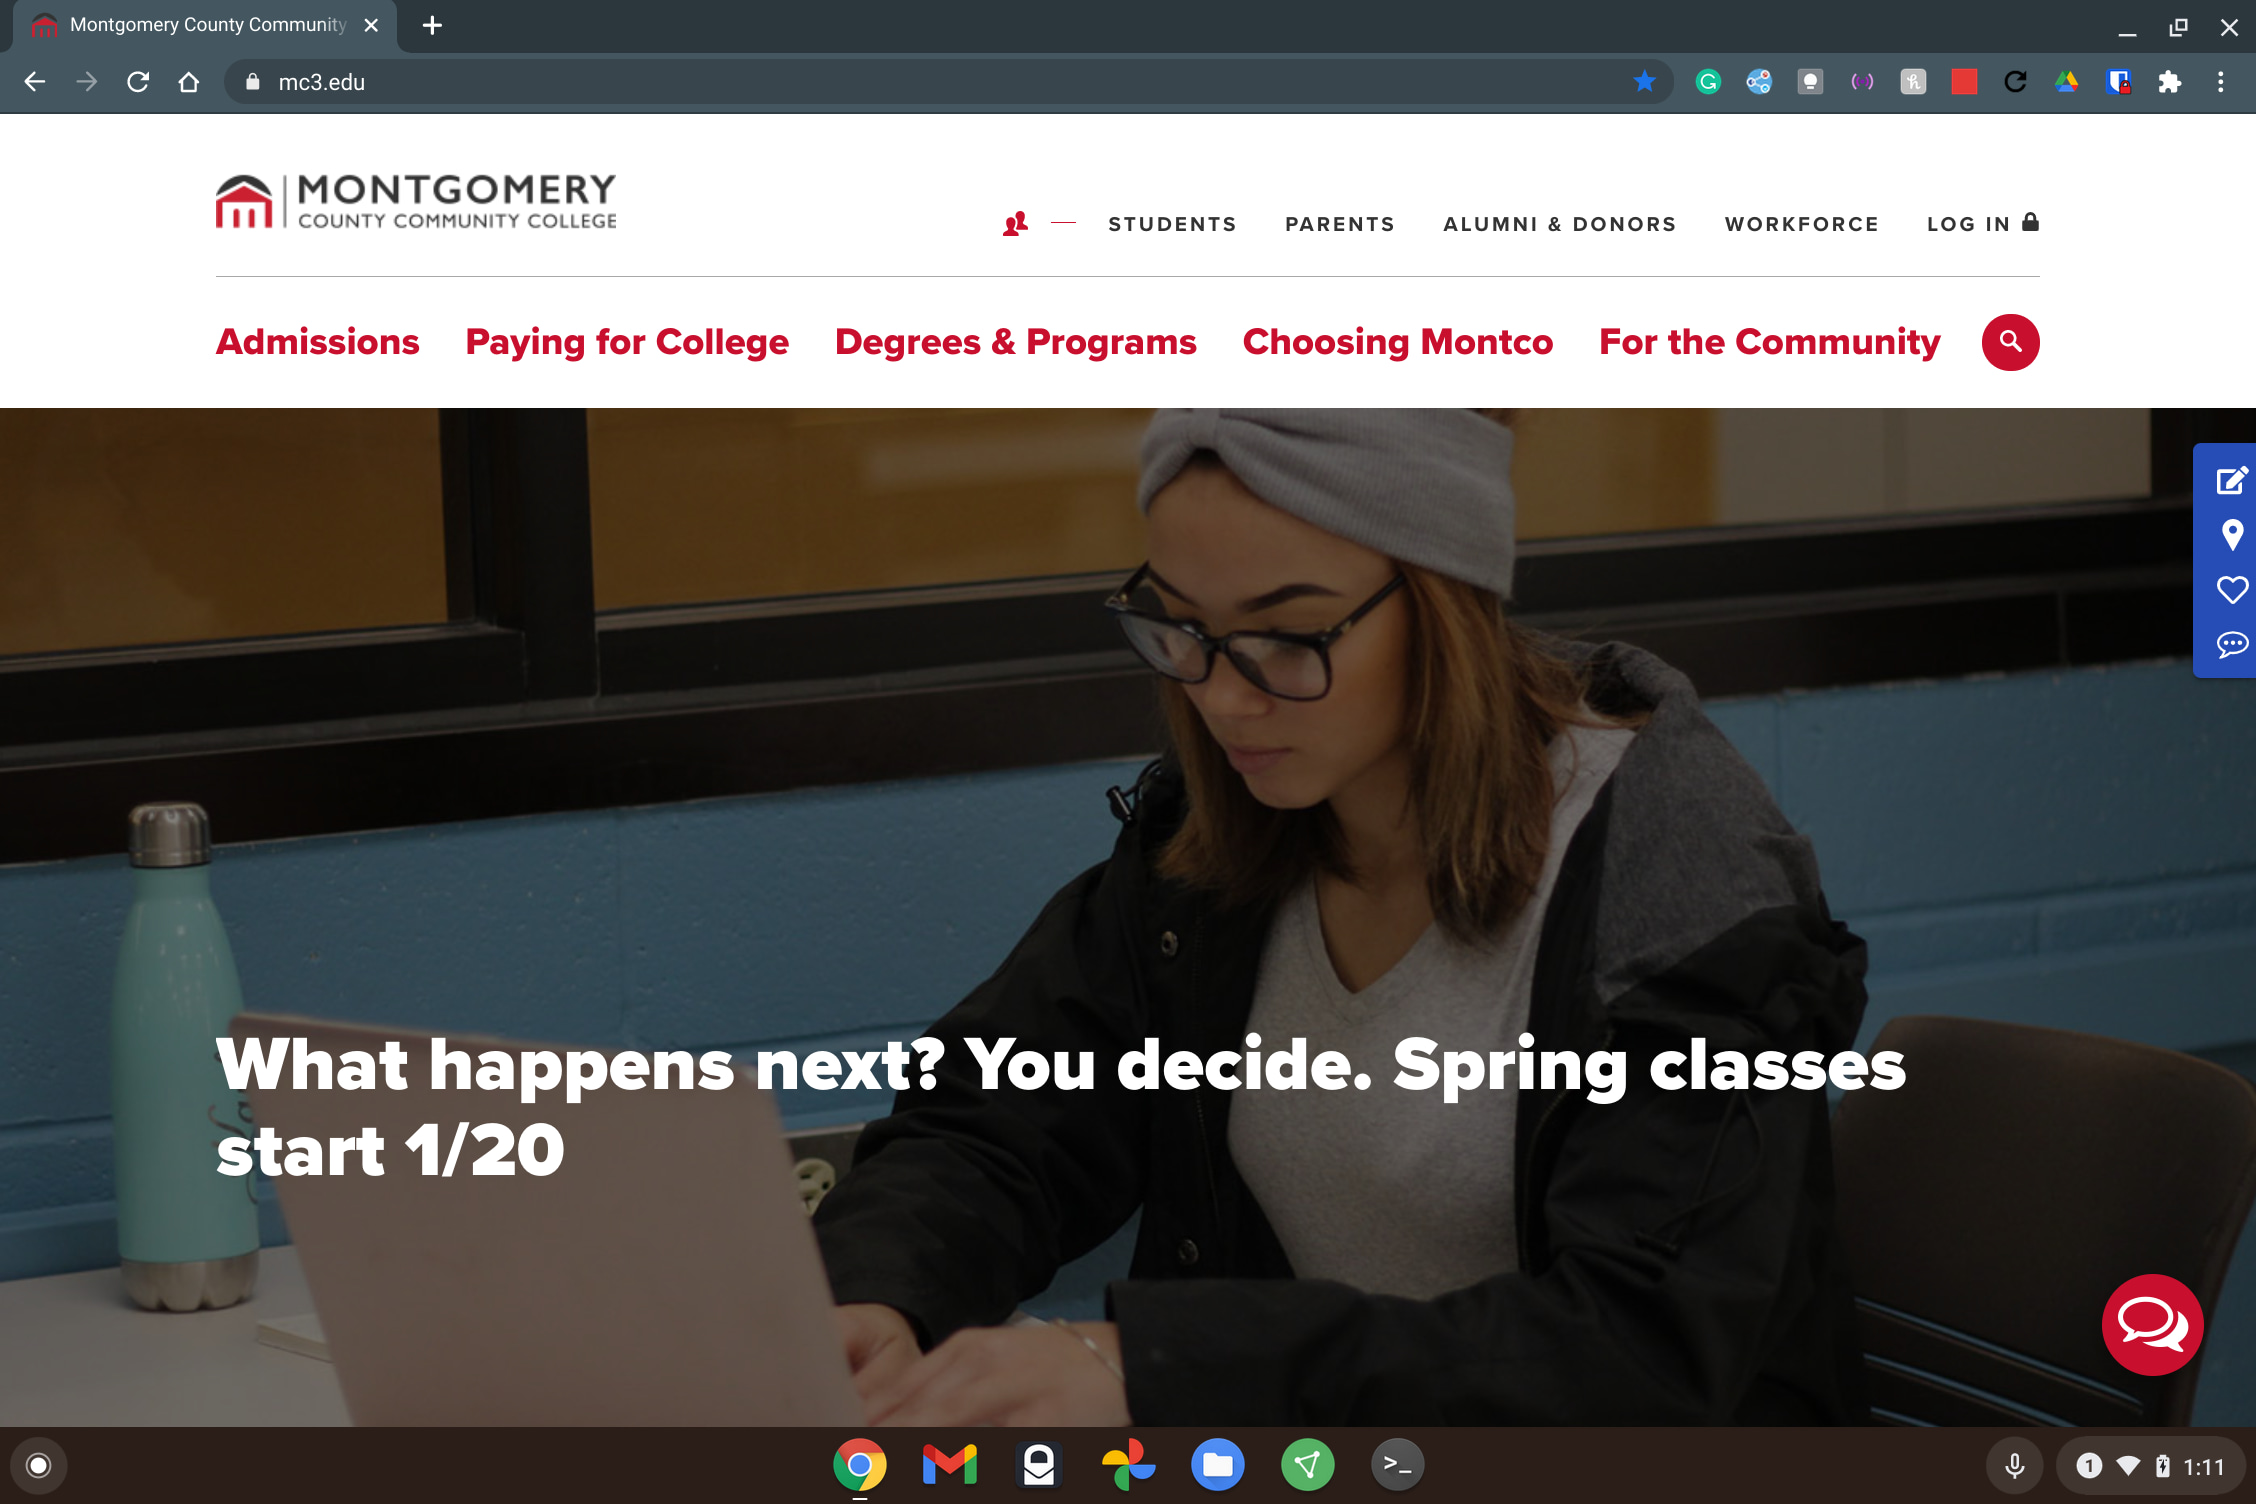 Montgomery County Community
mc3.edu
MONTGOMERY
COUNTY COMMUNITY COLLEGE
STUDENTS PARENTS ALUMNI & DONORS WORKFORCE LOG IN
Admissions Paying for College Degrees & Programs Choosing Montco For the Community
What happens next? You decide. Spring classes
start 1/20
1 1:11